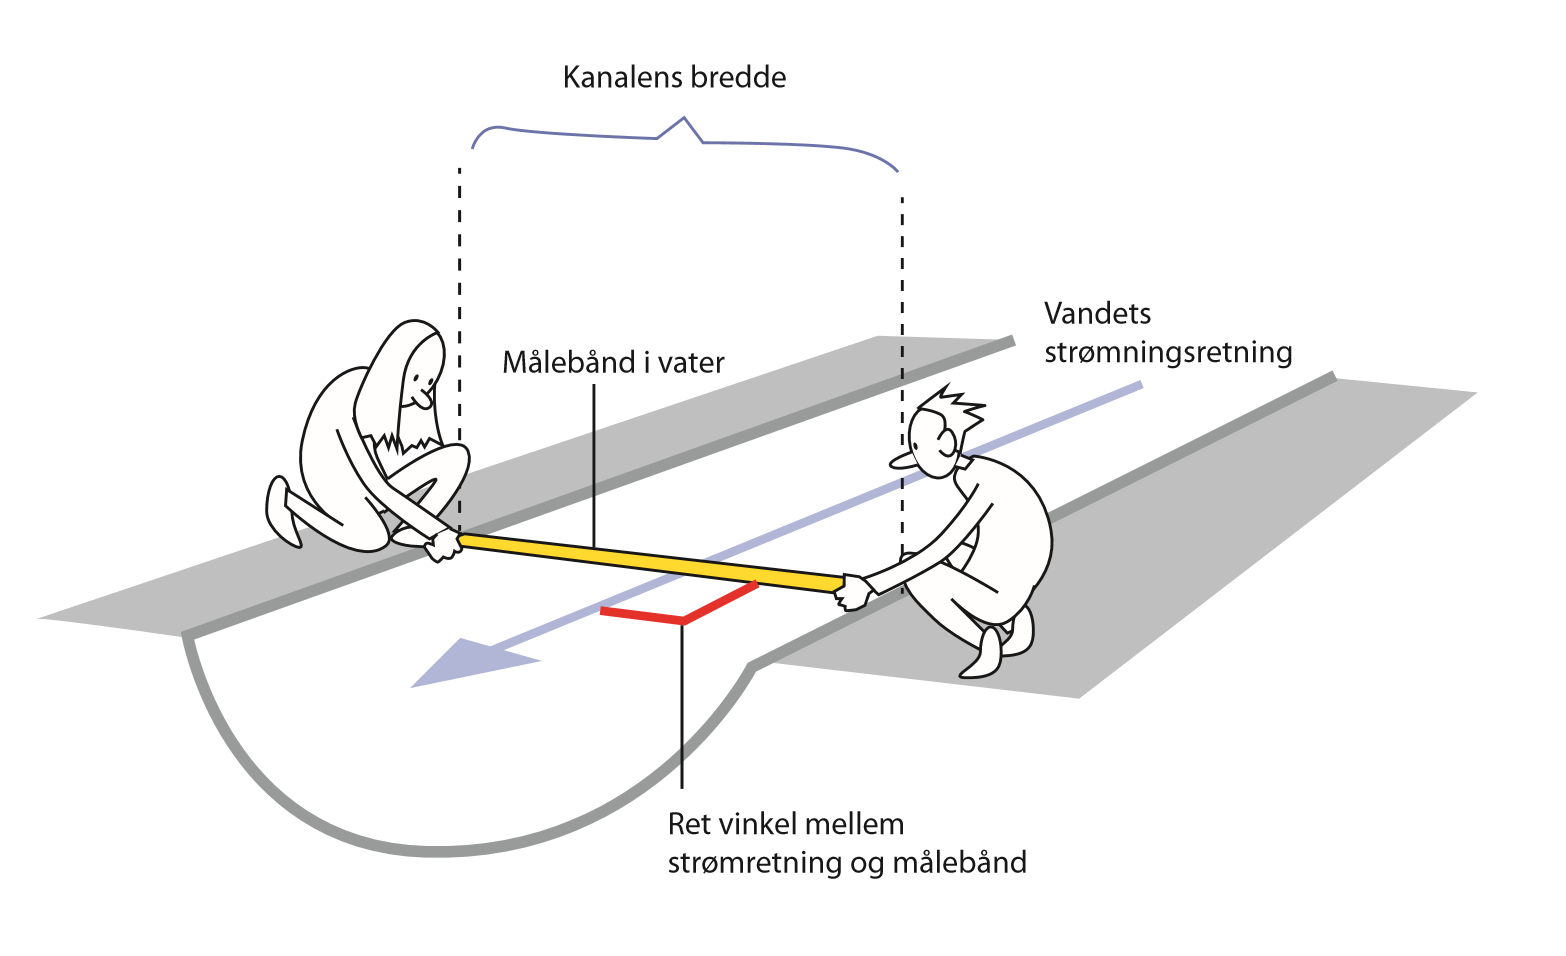 Kanalens bredde
Vandets
strømningsretning
Målebånd i vater
Ret vinkel mellem
strømretning og målebånd